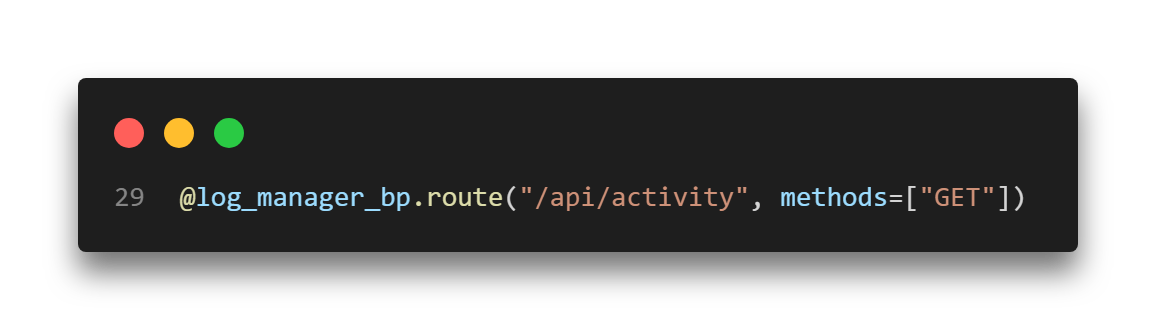 29 @log_manager_bp.route("/api/activity", methods=["GET"])